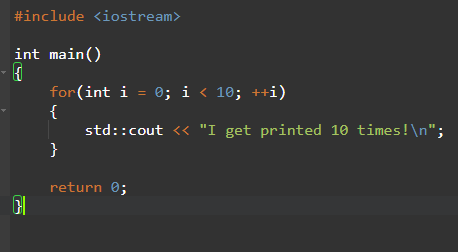 #include <iostream>
int main()
{
for(int i = 0; i < 10; ++i)
{
std::cout << "I get printed 10 times!\n";
}
return 0;
}